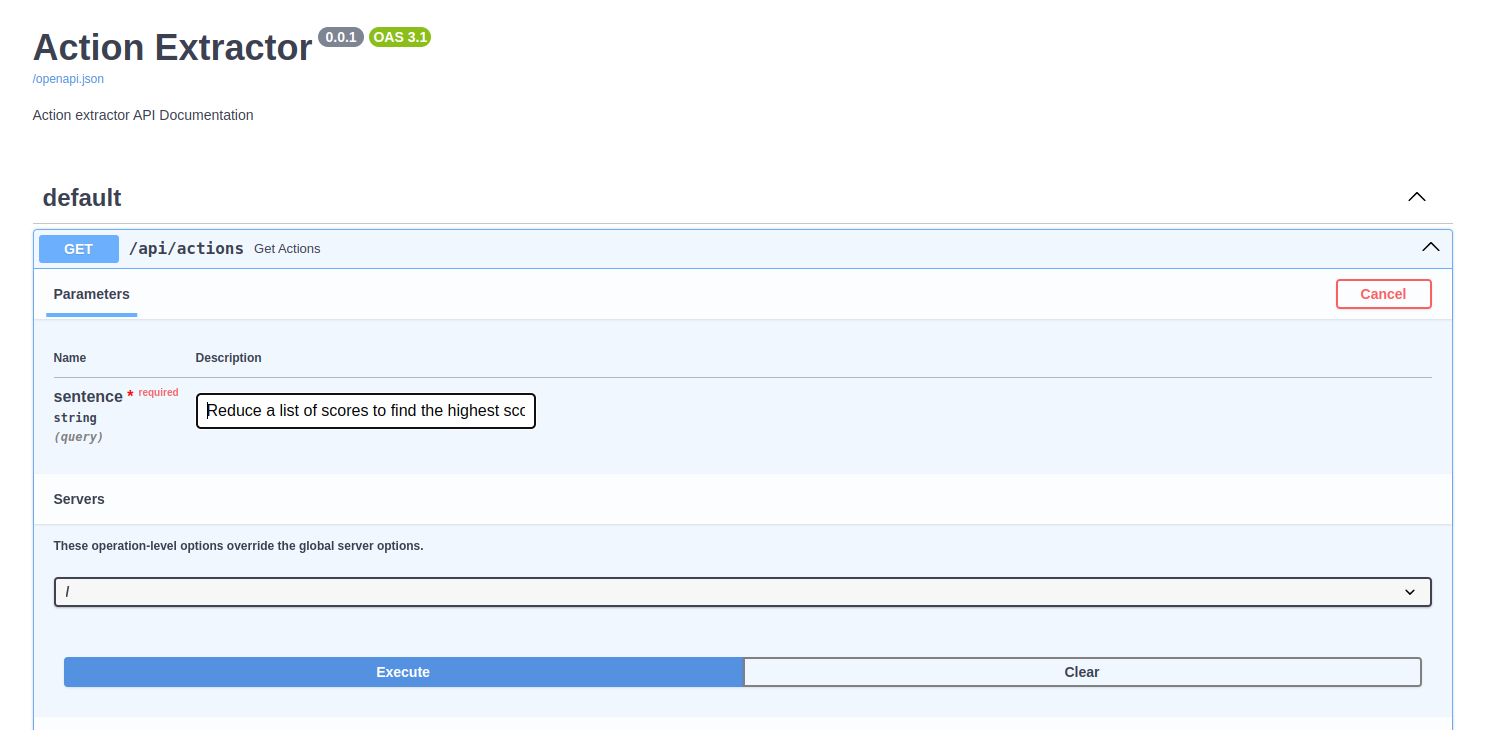 Action Extractor 0.0.1 OAS 3.1
/openapi.json
Action extractor API Documentation
default
GET /api/actions Get Actions
Parameters Cancel
Name Description
sentence * required
string
(query)
Reduce a list of scores to find the highest
Servers
These operation-level options override the global server options.
/
Execute Clear